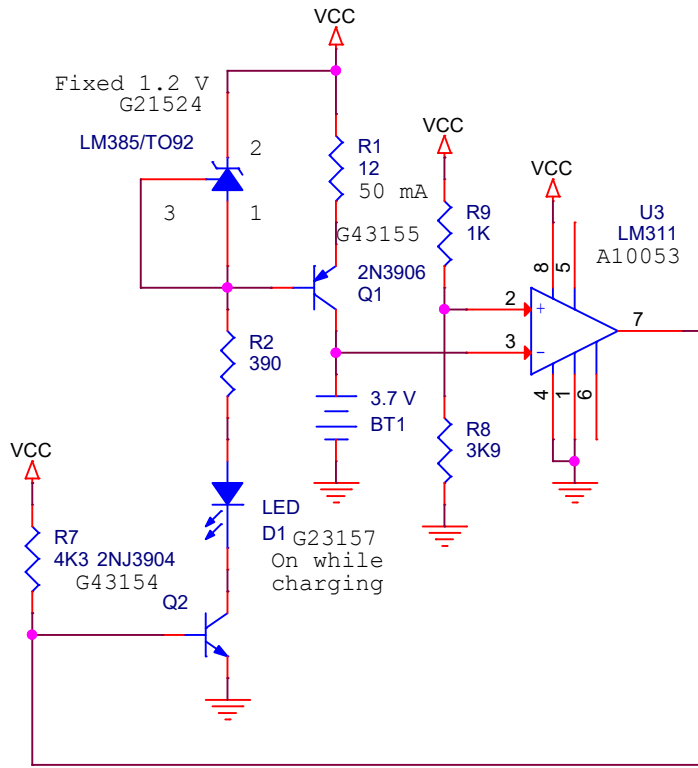 VCC
Fixed 1.2 V
G21524
LM385/TO92
2
3
1
R1
12
50 mA
VCC
VCC
R9
1K
U3
LM311
A10053
8
5
G43155
2N3906
Q1
2
+
3
-
7
4
1
6
R2
390
3.7 V
BT1
R8
3K9
VCC
LED
D1
G23157
On while
charging
R7
4K3
2NJ3904
G43154
Q2